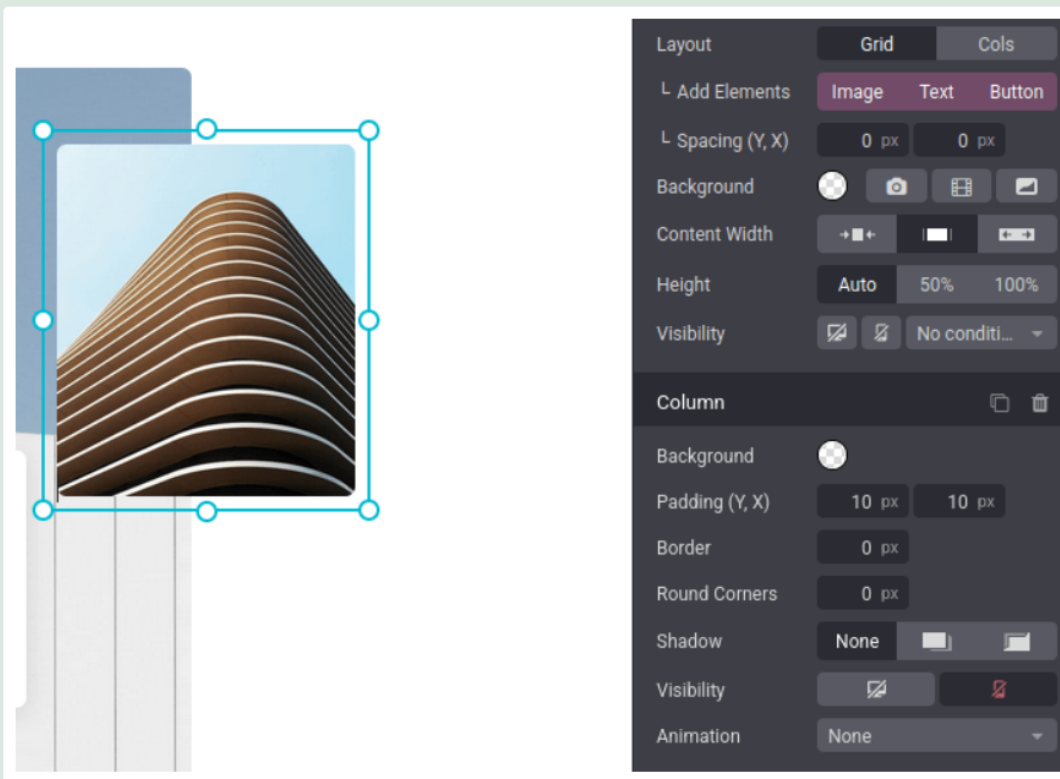 Layout Grid Cols
Add Elements Image Text Button
Spacing (Y, X) 0 px 0 px
Background
Content Width
Height Auto 50% 100%
Visibility No conditi...
Column
Background
Padding (Y, X) 10 px 10 px
Border 0 px
Round Corners 0 px
Shadow None
Visibility
Animation None